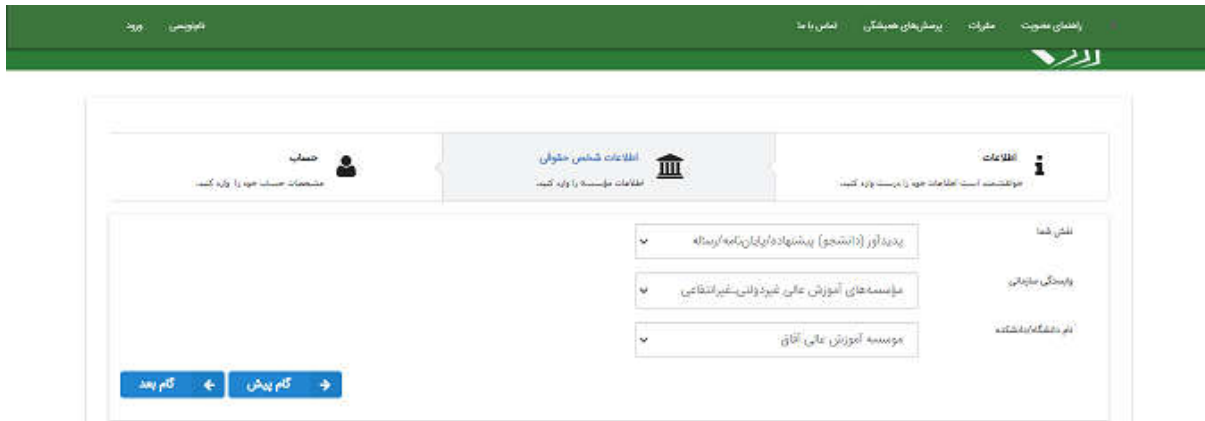 راهنمای عضویت مقررات پرسش‌های همیشگی تماس با ما نام‌نویسی ورود
اطلاعات
خواهشمند است اطلاعات خود را درست وارد کنید.
اطلاعات شخص حقوقی
اطلاعات مؤسسه را وارد کنید.
حساب
مشخصات حساب خود را وارد کنید.
نقش شما
پدیدآور (دانشجو) پیشنهاده/پایان‌نامه/رساله
وابستگی سازمانی
مؤسسه‌های آموزش عالی غیردولتی-غیرانتفاعی
نام دانشگاه/دانشکده
موسسه آموزش عالی آفاق
گام پیش گام بعد